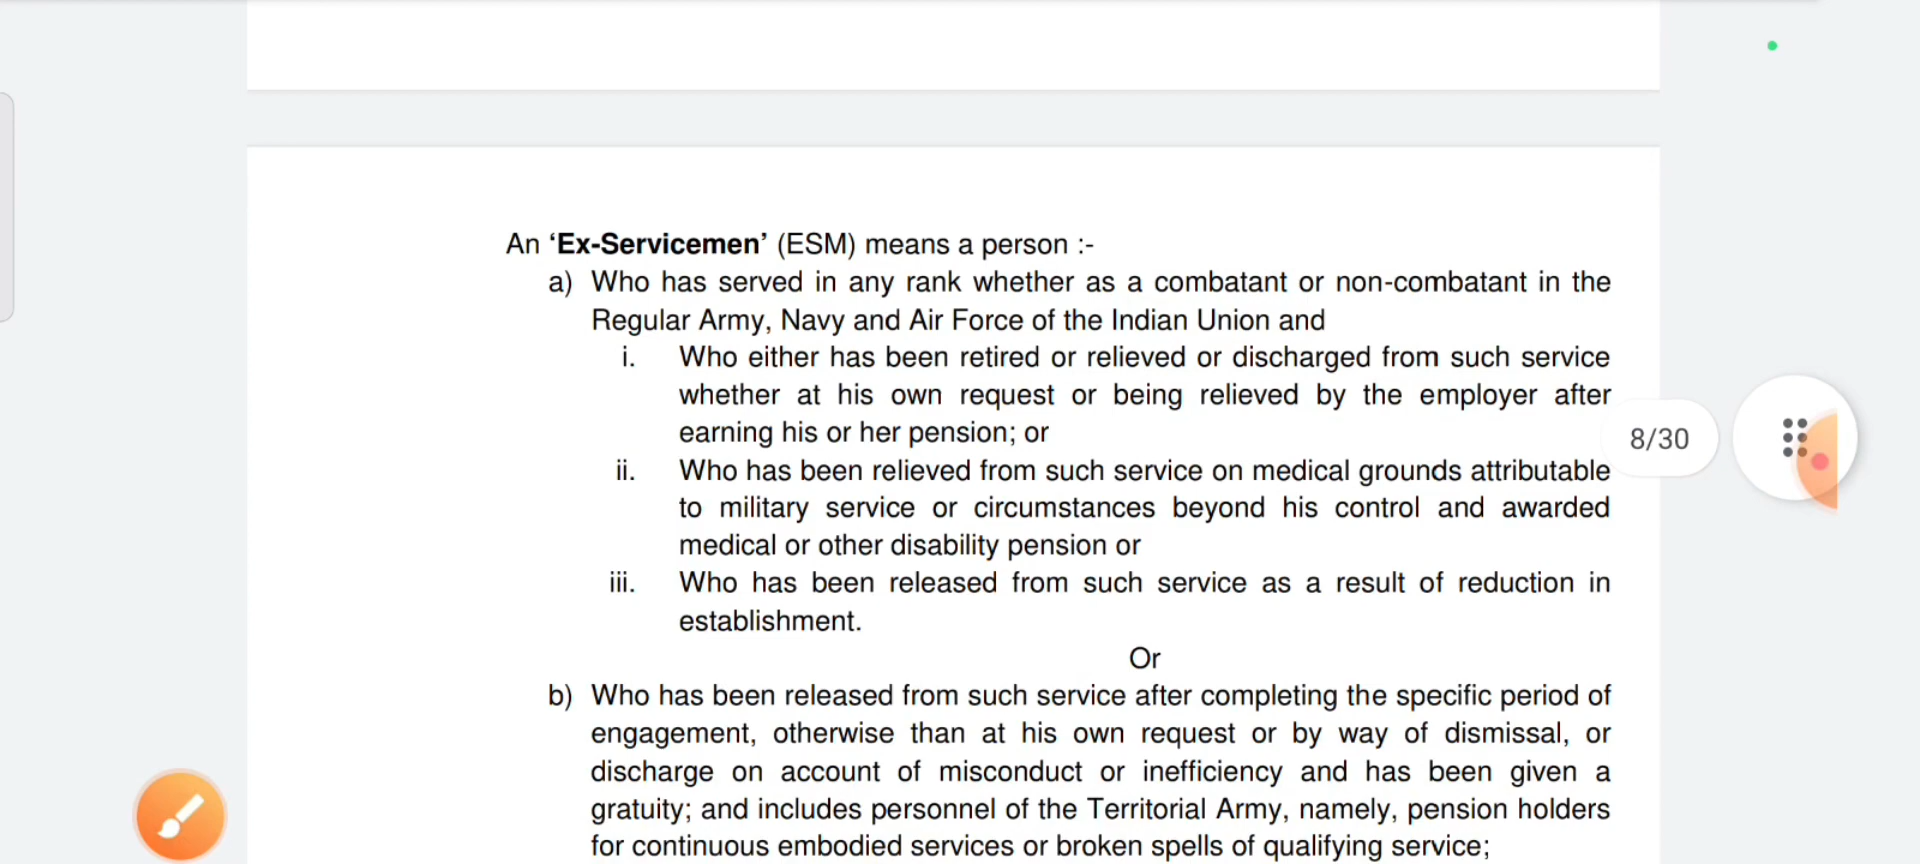 An ‘Ex-Servicemen’ (ESM) means a person :-
a) Who has served in any rank whether as a combatant or non-combatant in the
Regular Army, Navy and Air Force of the Indian Union and
i. Who either has been retired or relieved or discharged from such service
whether at his own request or being relieved by the employer after
earning his or her pension; or
8/30
ii. Who has been relieved from such service on medical grounds attributable
to military service or circumstances beyond his control and awarded
medical or other disability pension or
iii. Who has been released from such service as a result of reduction in
establishment.
Or
b) Who has been released from such service after completing the specific period of
engagement, otherwise than at his own request or by way of dismissal, or
discharge on account of misconduct or inefficiency and has been given a
gratuity; and includes personnel of the Territorial Army, namely, pension holders
for continuous embodied services or broken spells of qualifying service;